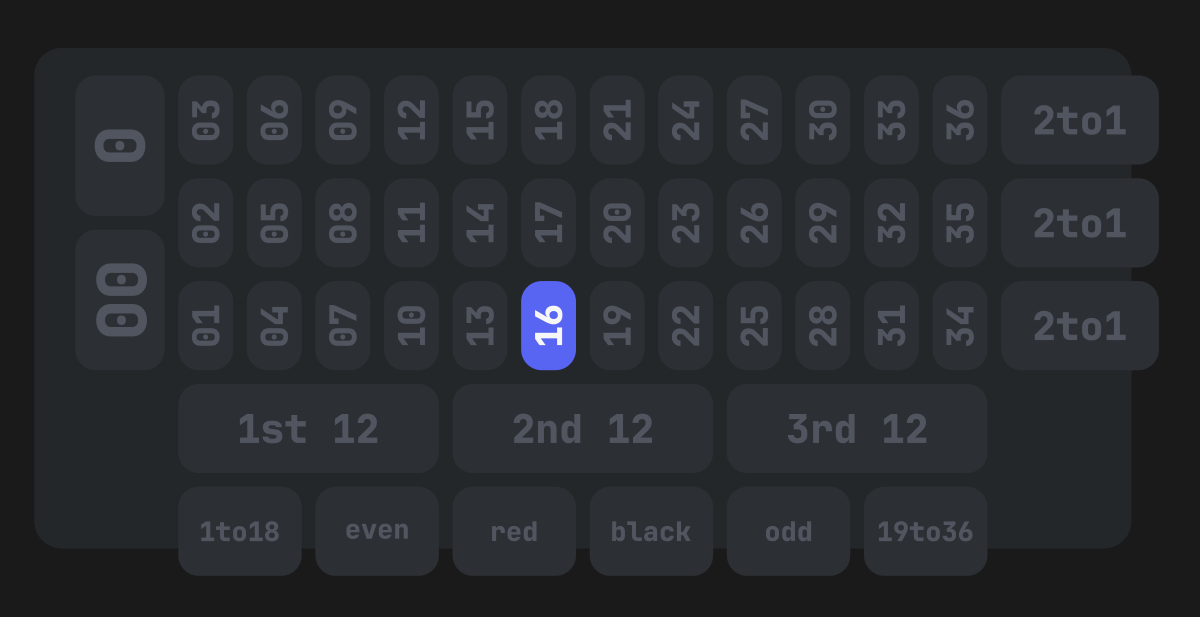 0 03 06 09 12 15 18 21 24 27 30 33 36 2to1
00 02 05 08 11 14 17 20 23 26 29 32 35 2to1
01 04 07 10 13 16 19 22 25 28 31 34 2to1
1st 12 2nd 12 3rd 12
1to18 even red black odd 19to36